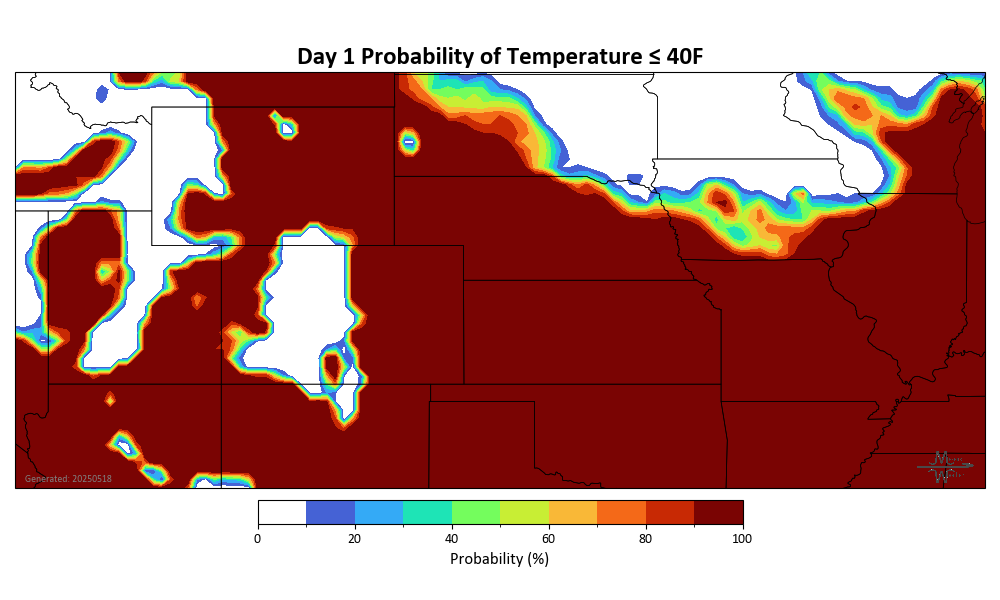 Day 1 Probability of Temperature ≤ 40F
Generated: 20250518
0 20 40 60 80 100
Probability (%)